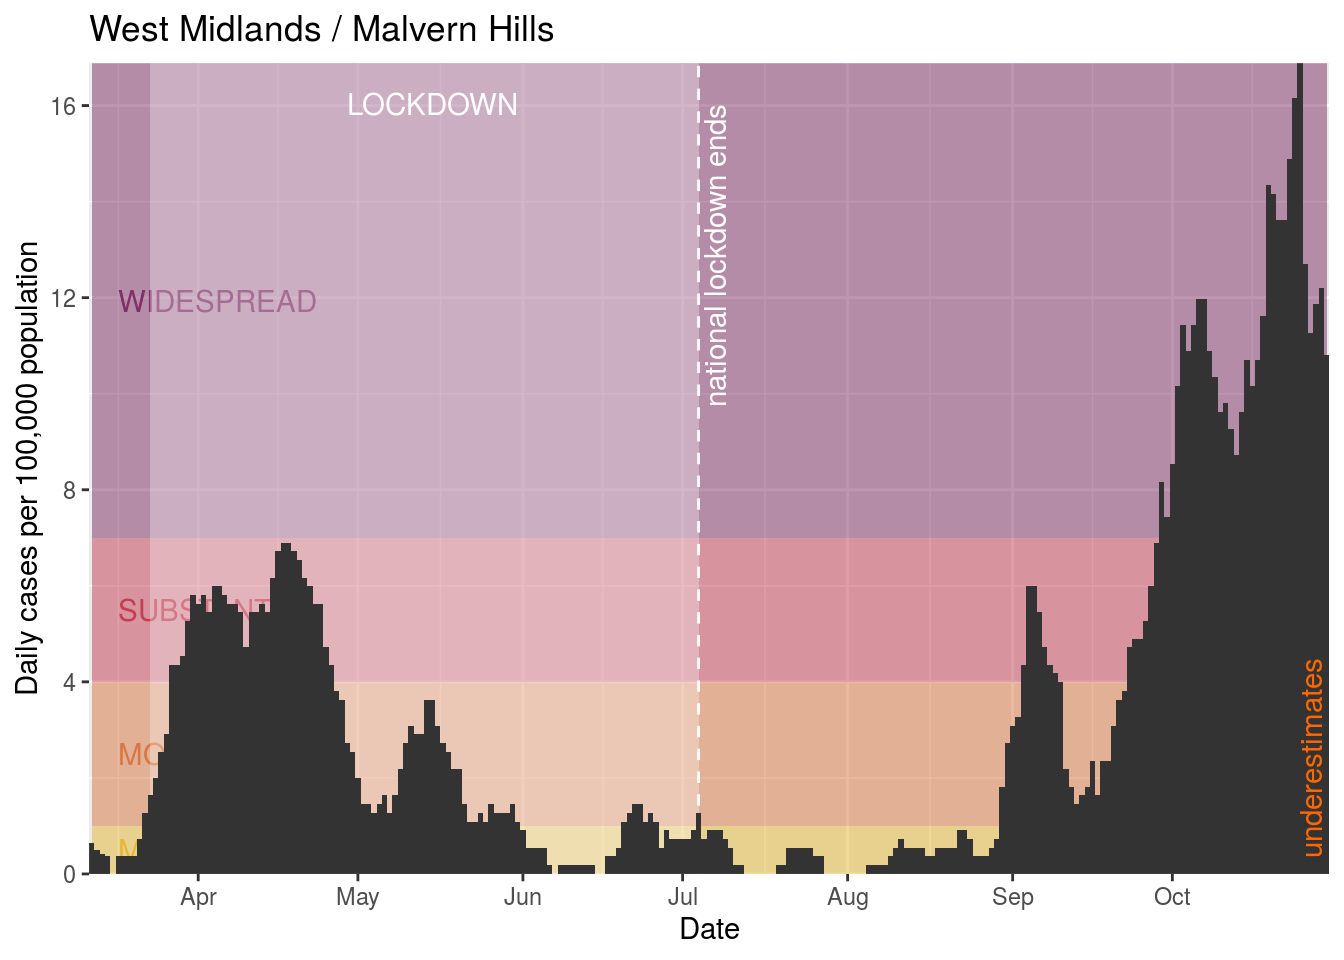 West Midlands / Malvern Hills
Daily cases per 100,000 population
16
12
8
4
0
LOCKDOWN
WIDESPREAD
national lockdown ends
underestimates
Apr
May
Jun
Jul
Aug
Sep
Oct
Date